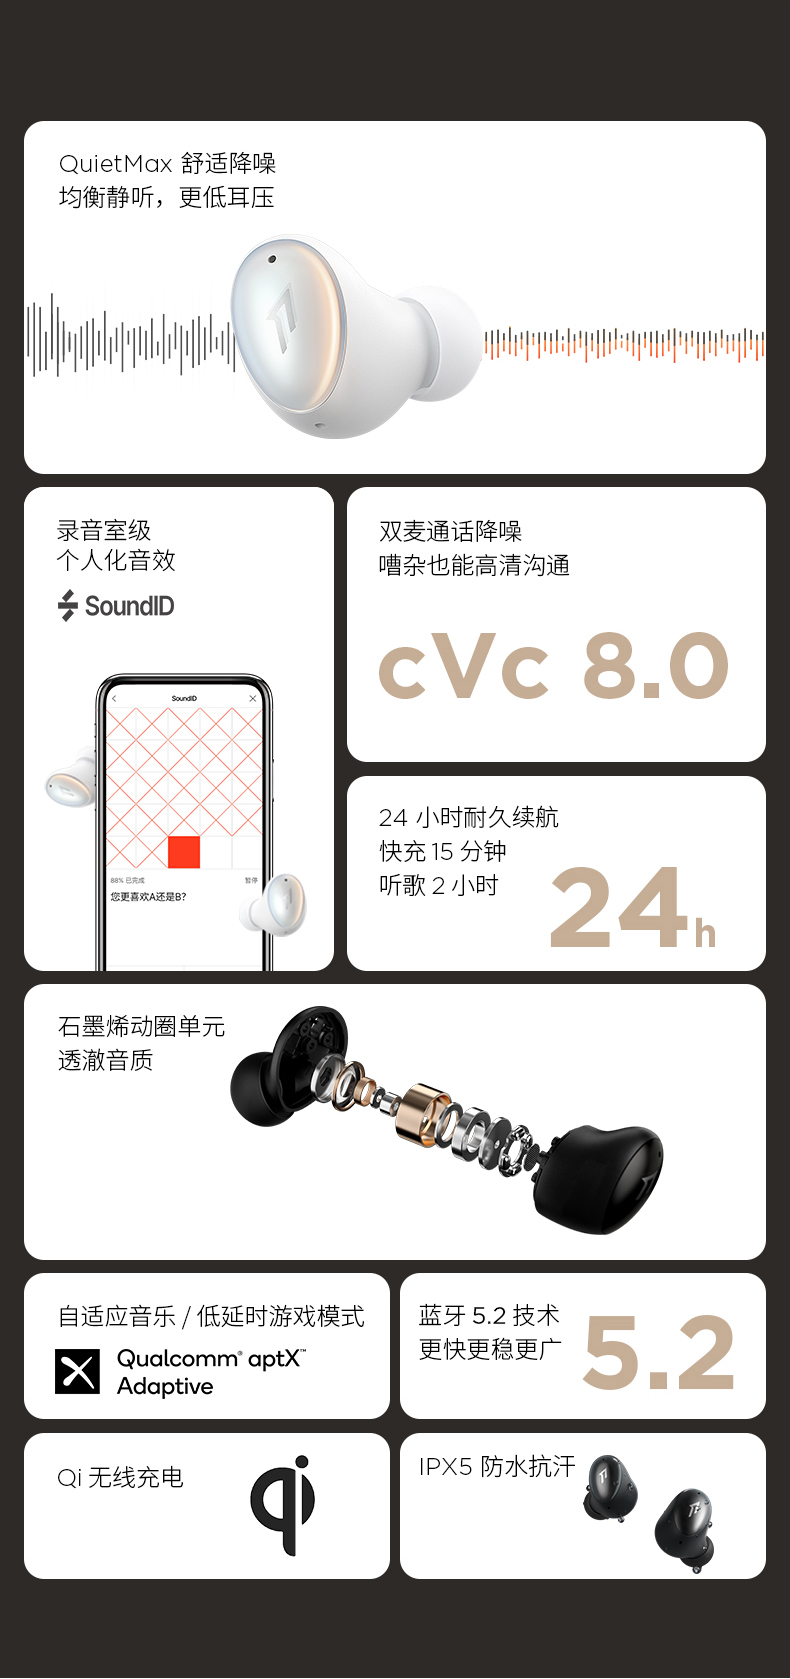 QuietMax 舒适降噪
均衡静听，更低耳压
录音室级
个人化音效
SoundID
SoundID
88% 已完成
暂停
您更喜欢A还是B?
双麦通话降噪
嘈杂也能高清沟通
cVc 8.0
24 小时耐久续航
快充 15 分钟
听歌 2 小时
24h
石墨烯动圈单元
透澈音质
自适应音乐 / 低延时游戏模式
Qualcomm® aptX™
Adaptive
蓝牙 5.2 技术
更快更稳更广
5.2
Qi 无线充电
qi
IPX5 防水抗汗